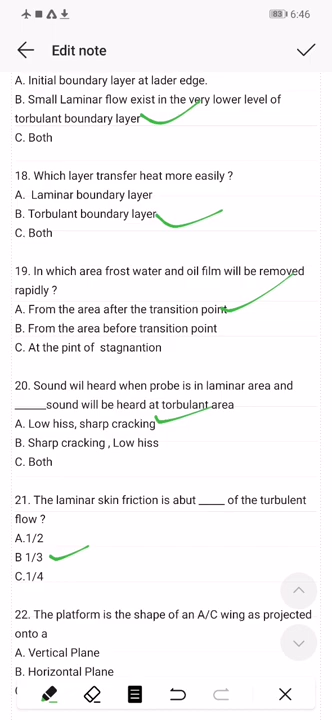 83 6:46
Edit note
A. Initial boundary layer at lader edge.
B. Small Laminar flow exist in the very lower level of
torbulant boundary layer
C. Both
18. Which layer transfer heat more easily ?
A. Laminar boundary layer
B. Torbulant boundary layer
C. Both
19. In which area frost water and oil film will be removed
rapidly ?
A. From the area after the transition point
B. From the area before transition point
C. At the pint of stagnantion
20. Sound wil heard when probe is in laminar area and
_____sound will be heard at torbulant area
A. Low hiss, sharp cracking
B. Sharp cracking , Low hiss
C. Both
21. The laminar skin friction is abut ____ of the turbulent
flow ?
A.1/2
B 1/3
C.1/4
22. The platform is the shape of an A/C wing as projected
onto a
A. Vertical Plane
B. Horizontal Plane